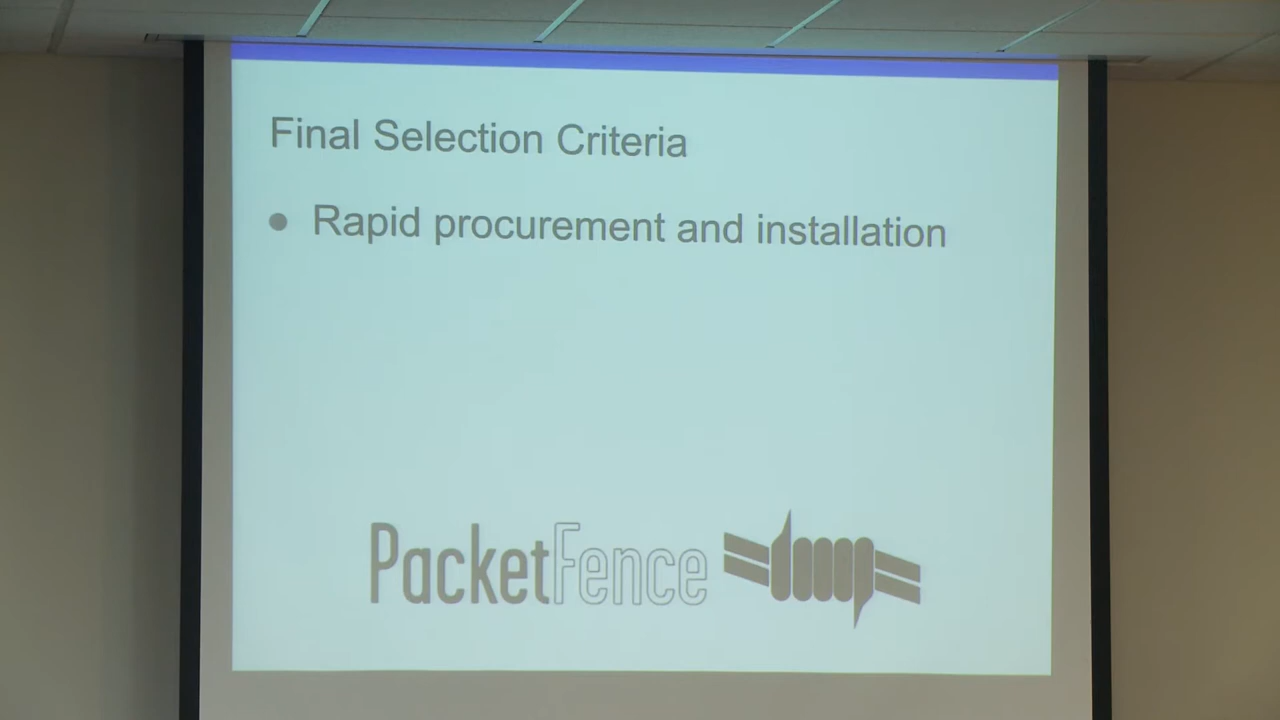 Final Selection Criteria
● Rapid procurement and installation
PacketFence